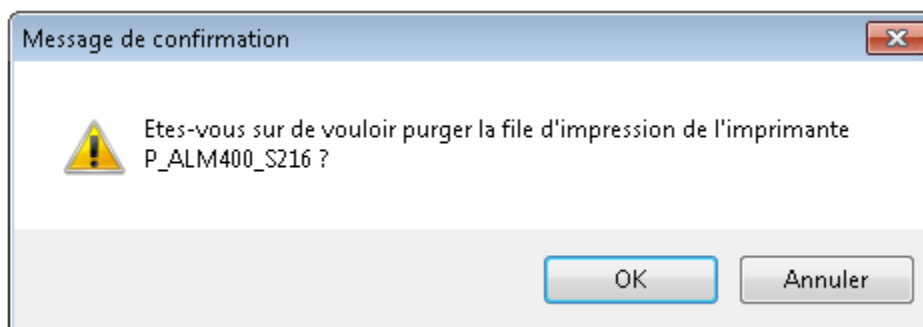 Message de confirmation
Etes-vous sur de vouloir purger la file d'impression de l'imprimante
P_ALM400_S216 ?
OK
Annuler